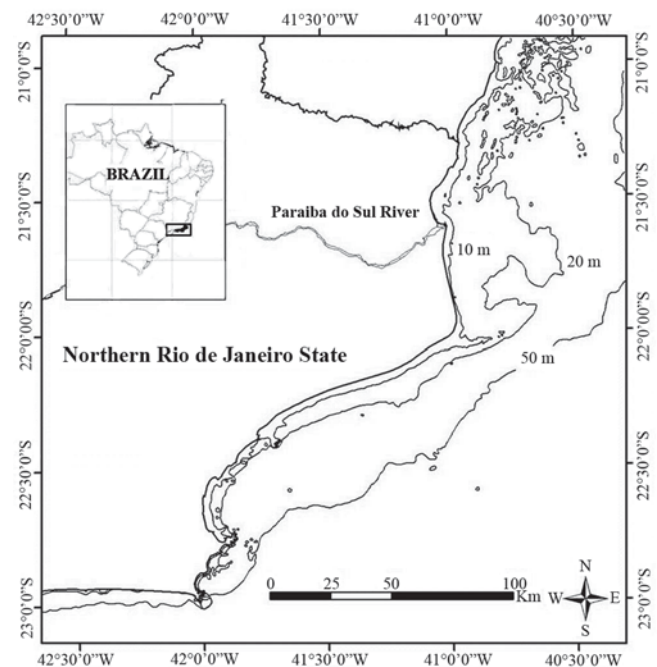 42°30'0"W 42°00'0"W 41°30'0"W 41°00'0"W 40°30'0"W
21°0'0"S
21°0'0"S
BRAZIL
21°30'0"S
21°30'0"S
Paraiba do Sul River
10 m
20 m
22°0'0"S
22°0'0"S
Northern Rio de Janeiro State
50 m
22°30'0"S
22°30'0"S
N
0 25 50 100
Km W E
S
23°0'0"S
23°0'0"S
42°30'0"W 42°00'0"W 41°30'0"W 41°00'0"W 40°30'0"W